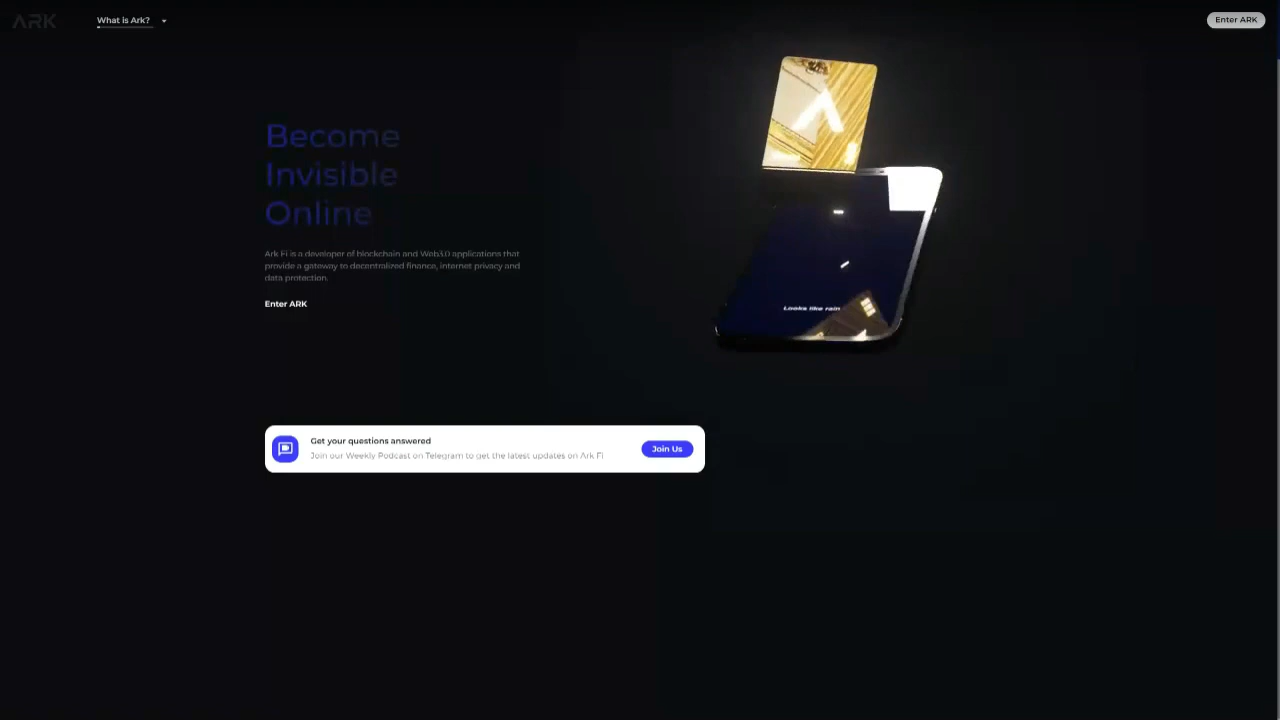 ARK
What is Ark?
Enter ARK
Become
Invisible
Online
Ark Fi is a developer of blockchain and Web3.0 applications that
provide a gateway to decentralized finance, internet privacy and
data protection.
Enter ARK
Looks like rain
Get your questions answered
Join our Weekly Podcast on Telegram to get the latest updates on Ark Fi
Join Us